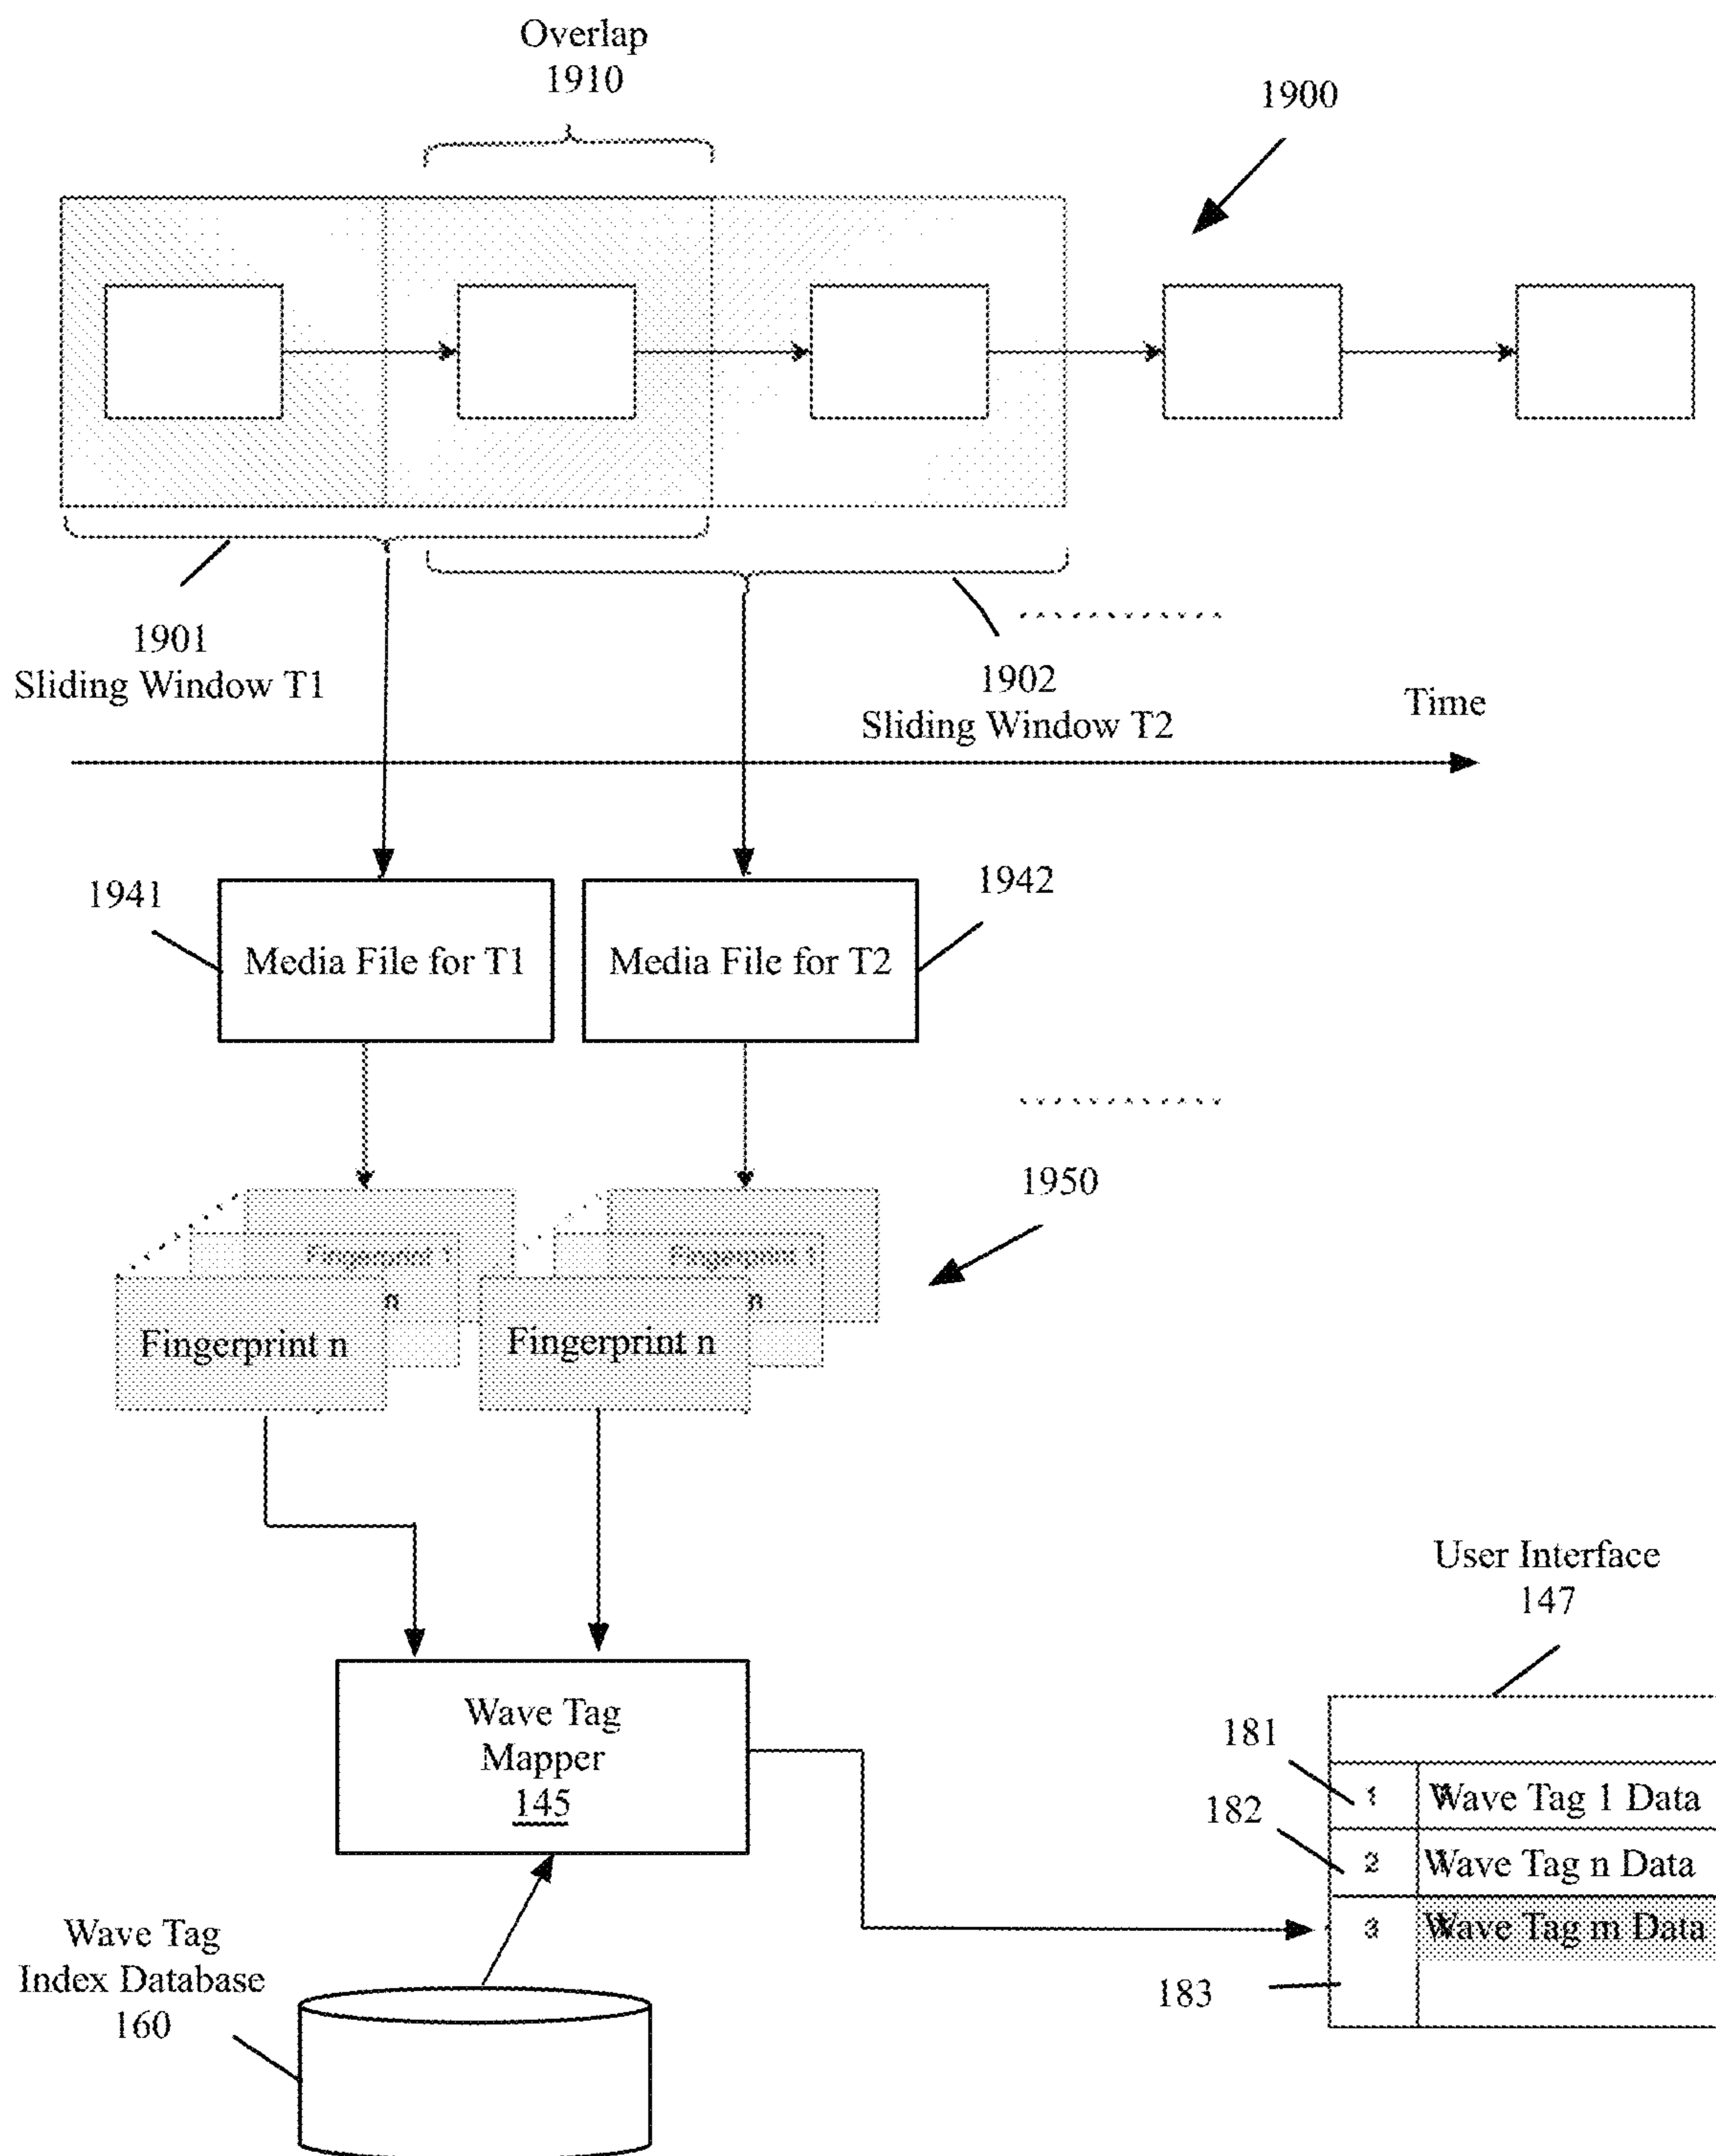 Overlap
1910
1900
1901
Sliding Window T1
1902
Sliding Window T2
Time
1941
Media File for T1
Media File for T2
1942
1950
n
n
Fingerprint n
Fingerprint n
User Interface
147
Wave Tag
Mapper
145
181
1 Wave Tag 1 Data
182
2 Wave Tag n Data
3 Wave Tag m Data
183
Wave Tag
Index Database
160